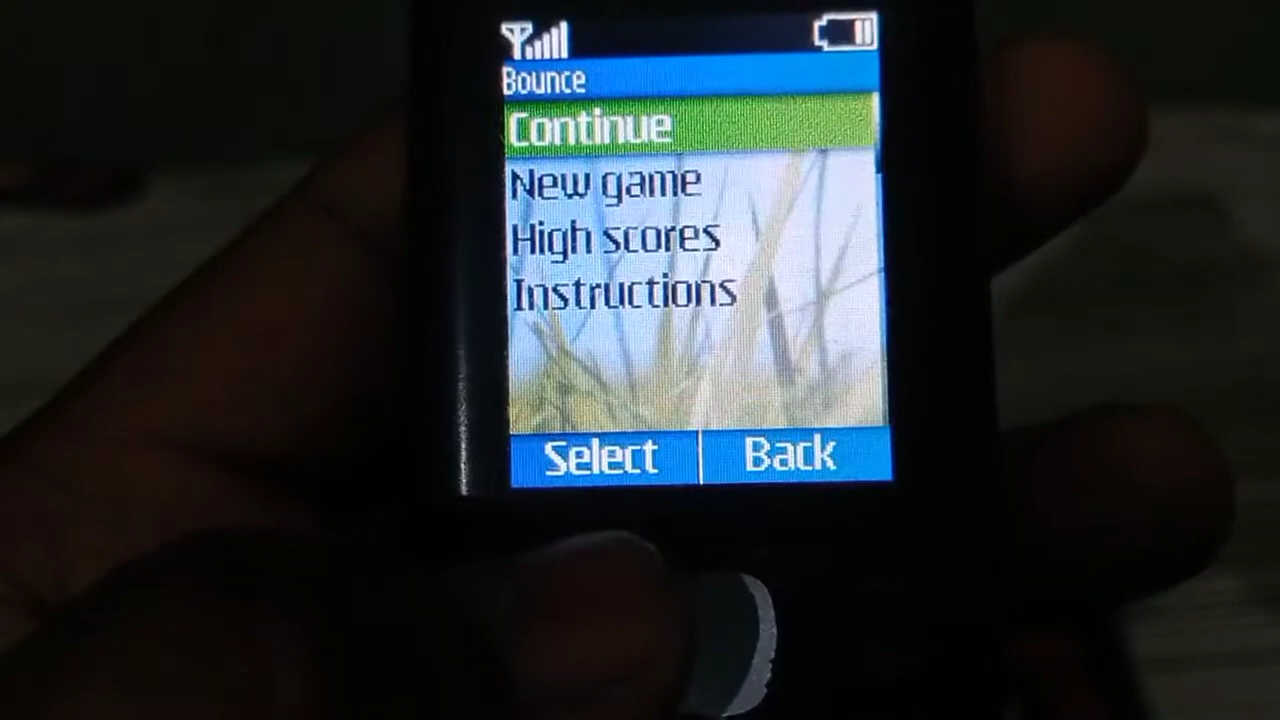 Bounce
Continue
New game
High scores
Instructions
Select Back